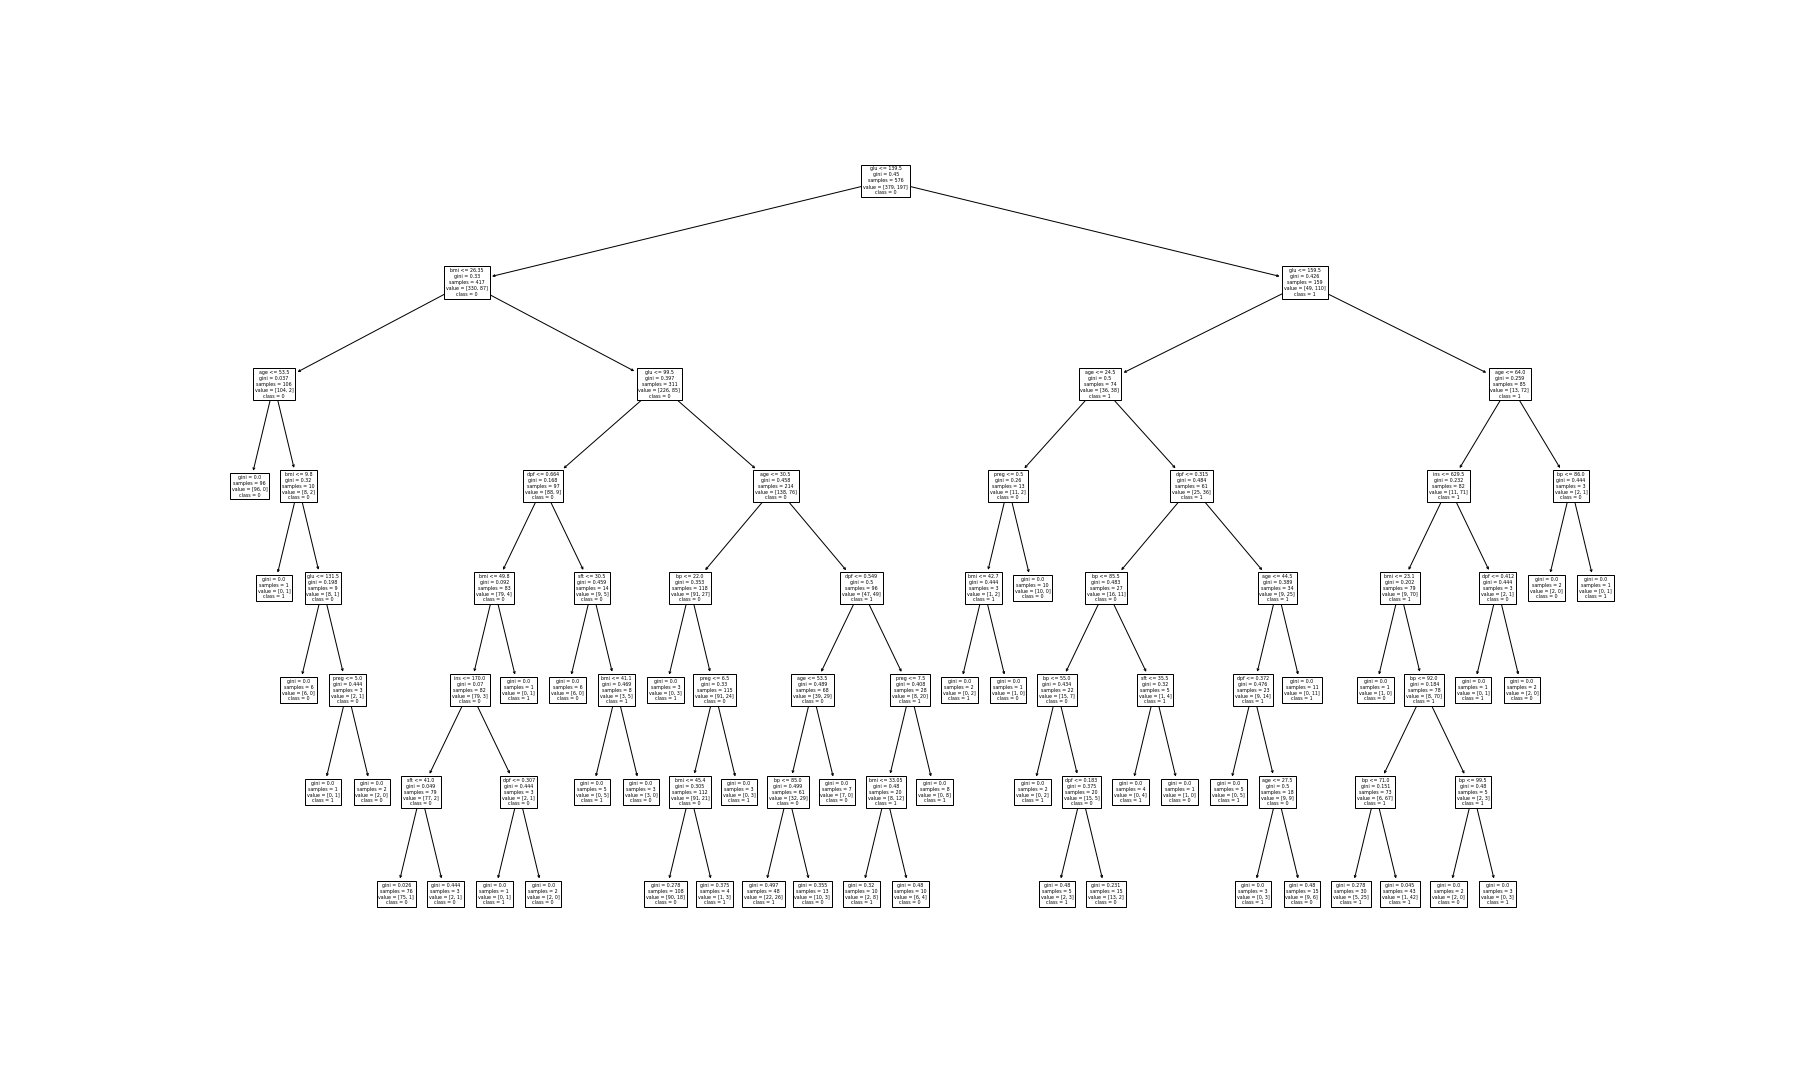 glu <= 139.5
gini = 0.45
samples = 576
value = [379, 197]
class = 0
bmi <= 26.35
gini = 0.33
samples = 417
value = [330, 87]
class = 0
glu <= 159.5
gini = 0.426
samples = 159
value = [49, 110]
class = 1
age <= 53.5
gini = 0.037
samples = 106
value = [104, 2]
class = 0
glu <= 99.5
gini = 0.397
samples = 311
value = [226, 85]
class = 0
age <= 24.5
gini = 0.5
samples = 74
value = [36, 38]
class = 1
age <= 64.0
gini = 0.259
samples = 85
value = [13, 72]
class = 1
gini = 0.0
samples = 96
value = [96, 0]
class = 0
bmi <= 9.8
gini = 0.32
samples = 10
value = [8, 2]
class = 0
dpf <= 0.664
gini = 0.168
samples = 97
value = [88, 9]
class = 0
age <= 30.5
gini = 0.458
samples = 214
value = [138, 76]
class = 0
preg <= 0.5
gini = 0.26
samples = 13
value = [11, 2]
class = 0
dpf <= 0.315
gini = 0.484
samples = 61
value = [25, 36]
class = 1
ins <= 629.5
gini = 0.232
samples = 82
value = [11, 71]
class = 1
bp <= 86.0
gini = 0.444
samples = 3
value = [2, 1]
class = 0
gini = 0.0
samples = 1
value = [0, 1]
class = 1
glu <= 131.5
gini = 0.198
samples = 9
value = [8, 1]
class = 0
bmi <= 49.8
gini = 0.092
samples = 83
value = [79, 4]
class = 0
sft <= 30.5
gini = 0.459
samples = 14
value = [9, 5]
class = 0
bp <= 22.0
gini = 0.353
samples = 118
value = [91, 27]
class = 0
dpf <= 0.549
gini = 0.5
samples = 96
value = [47, 49]
class = 1
bmi <= 42.7
gini = 0.444
samples = 3
value = [1, 2]
class = 1
gini = 0.0
samples = 10
value = [10, 0]
class = 0
bp <= 85.5
gini = 0.483
samples = 27
value = [16, 11]
class = 0
age <= 44.5
gini = 0.389
samples = 34
value = [9, 25]
class = 1
bmi <= 23.1
gini = 0.202
samples = 79
value = [9, 70]
class = 1
dpf <= 0.412
gini = 0.444
samples = 3
value = [2, 1]
class = 0
gini = 0.0
samples = 2
value = [2, 0]
class = 0
gini = 0.0
samples = 1
value = [0, 1]
class = 1
gini = 0.0
samples = 6
value = [6, 0]
class = 0
preg <= 5.0
gini = 0.444
samples = 3
value = [2, 1]
class = 0
ins <= 170.0
gini = 0.07
samples = 82
value = [79, 3]
class = 0
gini = 0.0
samples = 1
value = [0, 1]
class = 1
gini = 0.0
samples = 6
value = [6, 0]
class = 0
bmi <= 41.1
gini = 0.469
samples = 8
value = [3, 5]
class = 1
gini = 0.0
samples = 3
value = [0, 3]
class = 1
preg <= 6.5
gini = 0.33
samples = 115
value = [91, 24]
class = 0
age <= 53.5
gini = 0.489
samples = 68
value = [39, 29]
class = 0
preg <= 7.5
gini = 0.408
samples = 28
value = [8, 20]
class = 1
gini = 0.0
samples = 2
value = [0, 2]
class = 1
gini = 0.0
samples = 1
value = [1, 0]
class = 0
bp <= 55.0
gini = 0.434
samples = 22
value = [15, 7]
class = 0
sft <= 35.5
gini = 0.32
samples = 5
value = [1, 4]
class = 1
dpf <= 0.372
gini = 0.476
samples = 23
value = [9, 14]
class = 1
gini = 0.0
samples = 11
value = [0, 11]
class = 1
gini = 0.0
samples = 1
value = [1, 0]
class = 0
bp <= 92.0
gini = 0.184
samples = 78
value = [8, 70]
class = 1
gini = 0.0
samples = 1
value = [0, 1]
class = 1
gini = 0.0
samples = 2
value = [2, 0]
class = 0
gini = 0.0
samples = 1
value = [0, 1]
class = 1
gini = 0.0
samples = 2
value = [2, 0]
class = 0
sft <= 41.0
gini = 0.049
samples = 79
value = [77, 2]
class = 0
dpf <= 0.307
gini = 0.444
samples = 3
value = [2, 1]
class = 0
gini = 0.0
samples = 5
value = [0, 5]
class = 1
gini = 0.0
samples = 3
value = [3, 0]
class = 0
bmi <= 45.4
gini = 0.305
samples = 112
value = [91, 21]
class = 0
gini = 0.0
samples = 3
value = [0, 3]
class = 1
bp <= 85.0
gini = 0.499
samples = 61
value = [32, 29]
class = 0
gini = 0.0
samples = 7
value = [7, 0]
class = 0
bmi <= 33.05
gini = 0.48
samples = 20
value = [8, 12]
class = 1
gini = 0.0
samples = 8
value = [0, 8]
class = 1
gini = 0.0
samples = 2
value = [0, 2]
class = 1
dpf <= 0.183
gini = 0.375
samples = 20
value = [15, 5]
class = 0
gini = 0.0
samples = 4
value = [0, 4]
class = 1
gini = 0.0
samples = 1
value = [1, 0]
class = 0
gini = 0.0
samples = 5
value = [0, 5]
class = 1
age <= 27.5
gini = 0.5
samples = 18
value = [9, 9]
class = 0
bp <= 71.0
gini = 0.151
samples = 73
value = [6, 67]
class = 1
bp <= 99.5
gini = 0.48
samples = 5
value = [2, 3]
class = 1
gini = 0.026
samples = 76
value = [75, 1]
class = 0
gini = 0.444
samples = 3
value = [2, 1]
class = 0
gini = 0.0
samples = 1
value = [0, 1]
class = 1
gini = 0.0
samples = 2
value = [2, 0]
class = 0
gini = 0.278
samples = 108
value = [90, 18]
class = 0
gini = 0.375
samples = 4
value = [1, 3]
class = 1
gini = 0.497
samples = 48
value = [22, 26]
class = 1
gini = 0.355
samples = 13
value = [10, 3]
class = 0
gini = 0.32
samples = 10
value = [2, 8]
class = 1
gini = 0.48
samples = 10
value = [6, 4]
class = 0
gini = 0.48
samples = 5
value = [2, 3]
class = 1
gini = 0.231
samples = 15
value = [13, 2]
class = 0
gini = 0.0
samples = 3
value = [0, 3]
class = 1
gini = 0.48
samples = 15
value = [9, 6]
class = 0
gini = 0.278
samples = 30
value = [5, 25]
class = 1
gini = 0.045
samples = 43
value = [1, 42]
class = 1
gini = 0.0
samples = 2
value = [2, 0]
class = 0
gini = 0.0
samples = 3
value = [0, 3]
class = 1